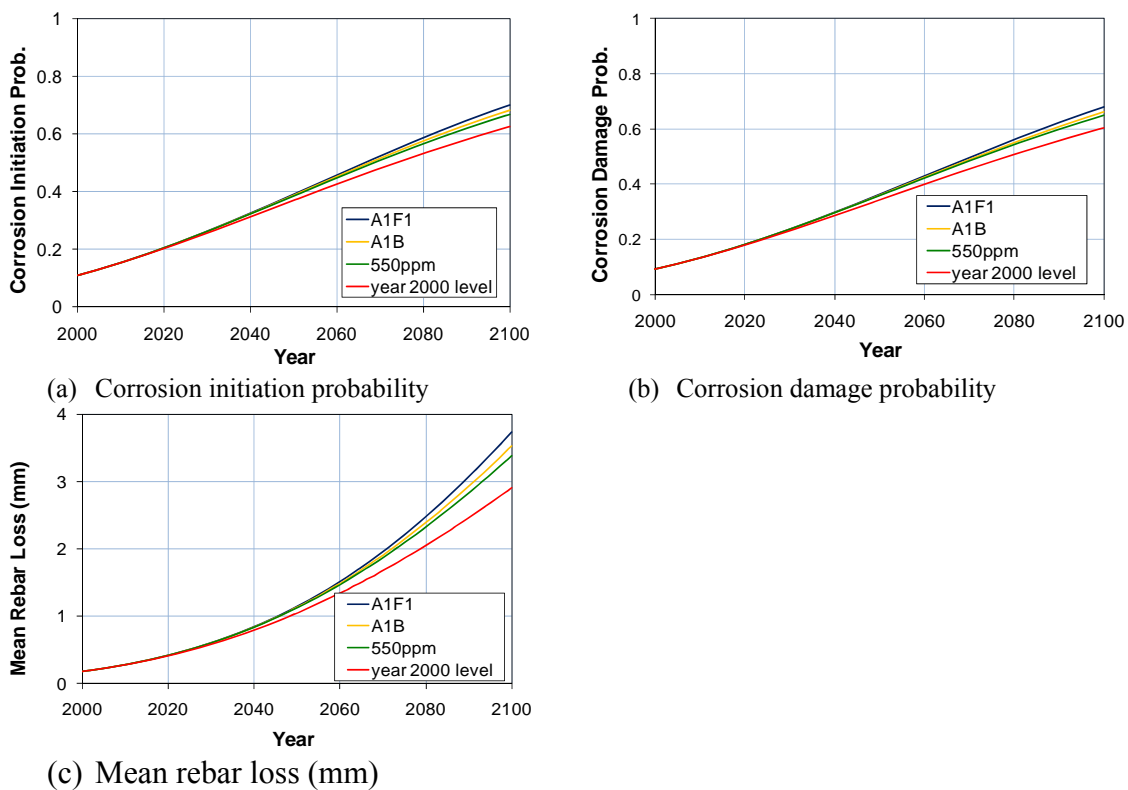 Corrosion Initiation Prob.
1
0.8
0.6
0.4
0.2
0
A1F1
A1B
550ppm
year 2000 level
2000 2020 2040 2060 2080 2100
Year
(a) Corrosion initiation probability
Corrosion Damage Prob.
1
0.8
0.6
0.4
0.2
0
A1F1
A1B
550ppm
year 2000 level
2000 2020 2040 2060 2080 2100
Year
(b) Corrosion damage probability
Mean Rebar Loss (mm)
4
3
2
1
0
A1F1
A1B
550ppm
year 2000 level
2000 2020 2040 2060 2080 2100
Year
(c) Mean rebar loss (mm)